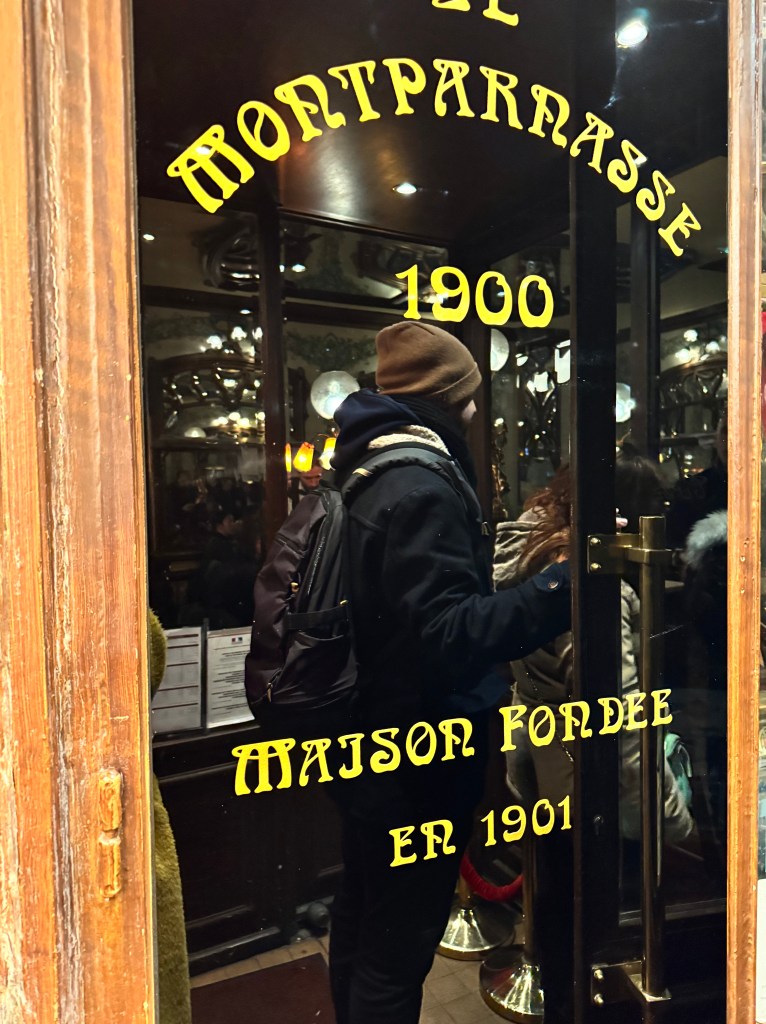 MONTPARNASSE
1900
MAISON FONDEE
EN 1901